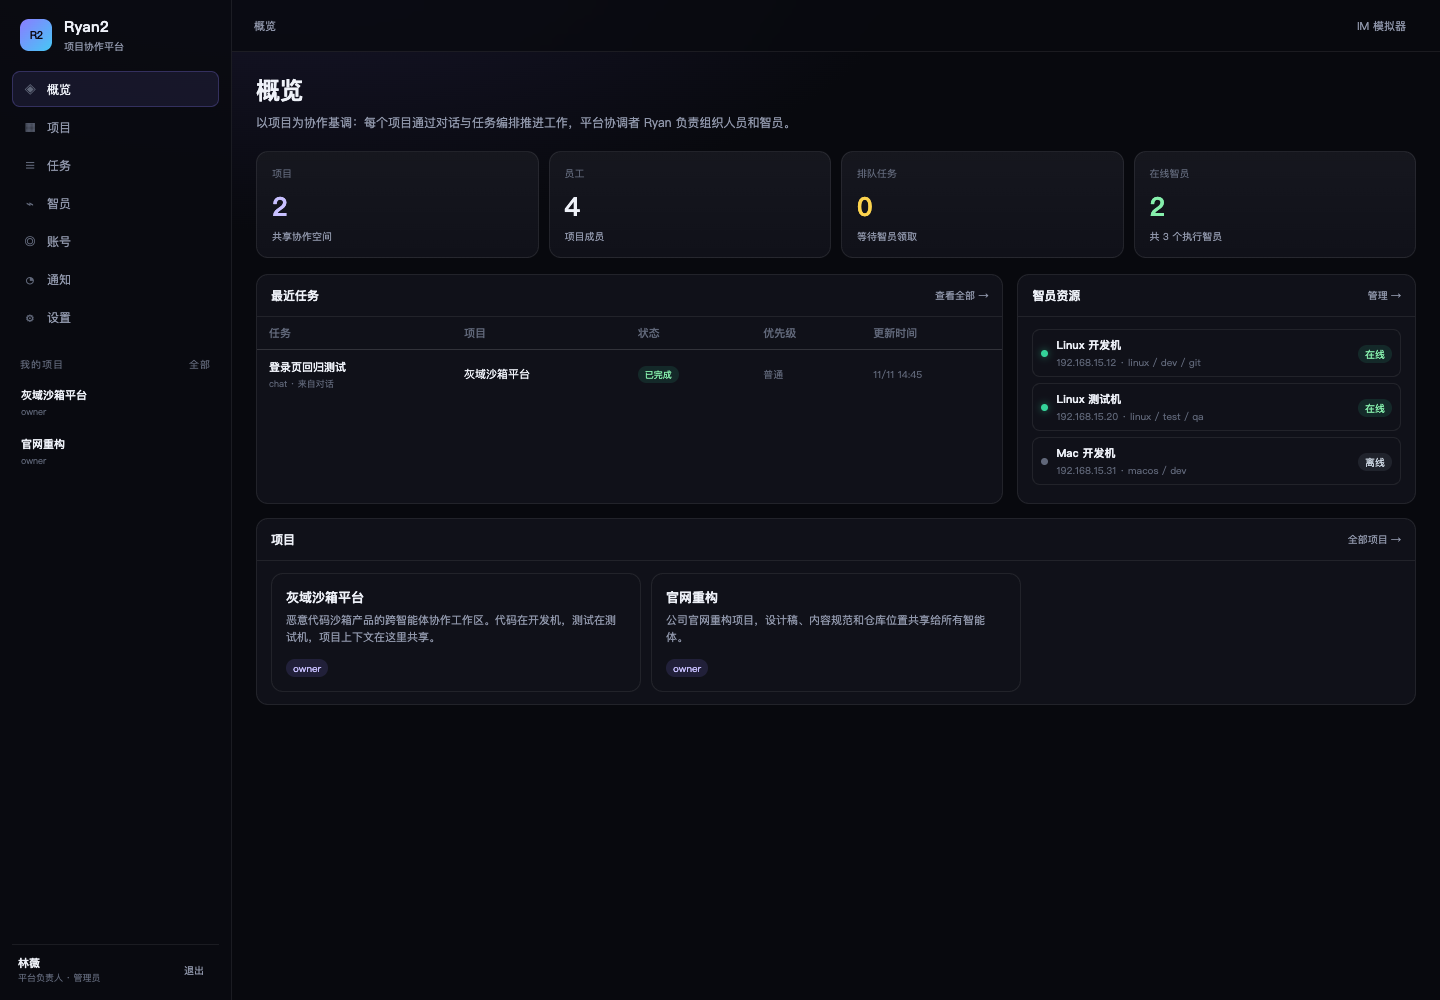 R2
Ryan2
项目协作平台
概览
项目
任务
智员
账号
通知
设置
我的项目 全部
灰域沙箱平台
owner
官网重构
owner
林薇
平台负责人 · 管理员
退出
概览
IM 模拟器
概览
以项目为协作基调：每个项目通过对话与任务编排推进工作，平台协调者 Ryan 负责组织人员和智员。
项目
2
共享协作空间
员工
4
项目成员
排队任务
0
等待智员领取
在线智员
2
共 3 个执行智员
最近任务 查看全部 →
任务 项目 状态 优先级 更新时间
登录页回归测试
chat · 来自对话
灰域沙箱平台 已完成 普通 11/11 14:45
智员资源 管理 →
Linux 开发机
192.168.15.12 · linux / dev / git
在线
Linux 测试机
192.168.15.20 · linux / test / qa
在线
Mac 开发机
192.168.15.31 · macos / dev
离线
项目 全部项目 →
灰域沙箱平台
恶意代码沙箱产品的跨智能体协作工作区。代码在开发机，测试在测
试机，项目上下文在这里共享。
owner
官网重构
公司官网重构项目，设计稿、内容规范和仓库位置共享给所有智能
体。
owner